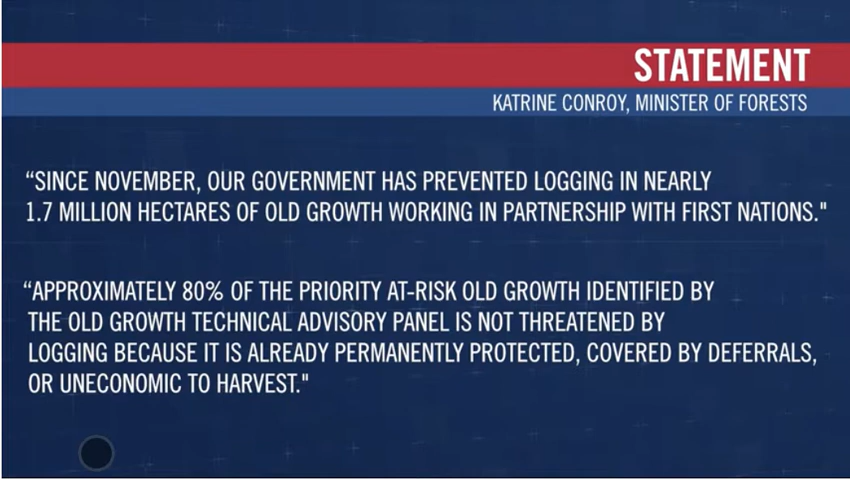 STATEMENT
KATRINE CONROY, MINISTER OF FORESTS
“SINCE NOVEMBER, OUR GOVERNMENT HAS PREVENTED LOGGING IN NEARLY
1.7 MILLION HECTARES OF OLD GROWTH WORKING IN PARTNERSHIP WITH FIRST NATIONS."
“APPROXIMATELY 80% OF THE PRIORITY AT-RISK OLD GROWTH IDENTIFIED BY
THE OLD GROWTH TECHNICAL ADVISORY PANEL IS NOT THREATENED BY
LOGGING BECAUSE IT IS ALREADY PERMANENTLY PROTECTED, COVERED BY DEFERRALS,
OR UNECONOMIC TO HARVEST."